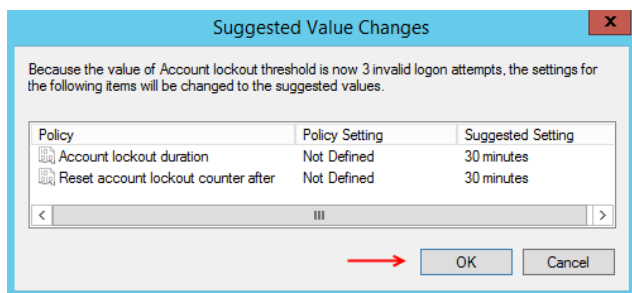 Suggested Value Changes
x
Because the value of Account lockout threshold is now 3 invalid logon attempts, the settings for
the following items will be changed to the suggested values.
Policy Policy Setting Suggested Setting
Account lockout duration Not Defined 30 minutes
Reset account lockout counter after Not Defined 30 minutes
OK Cancel